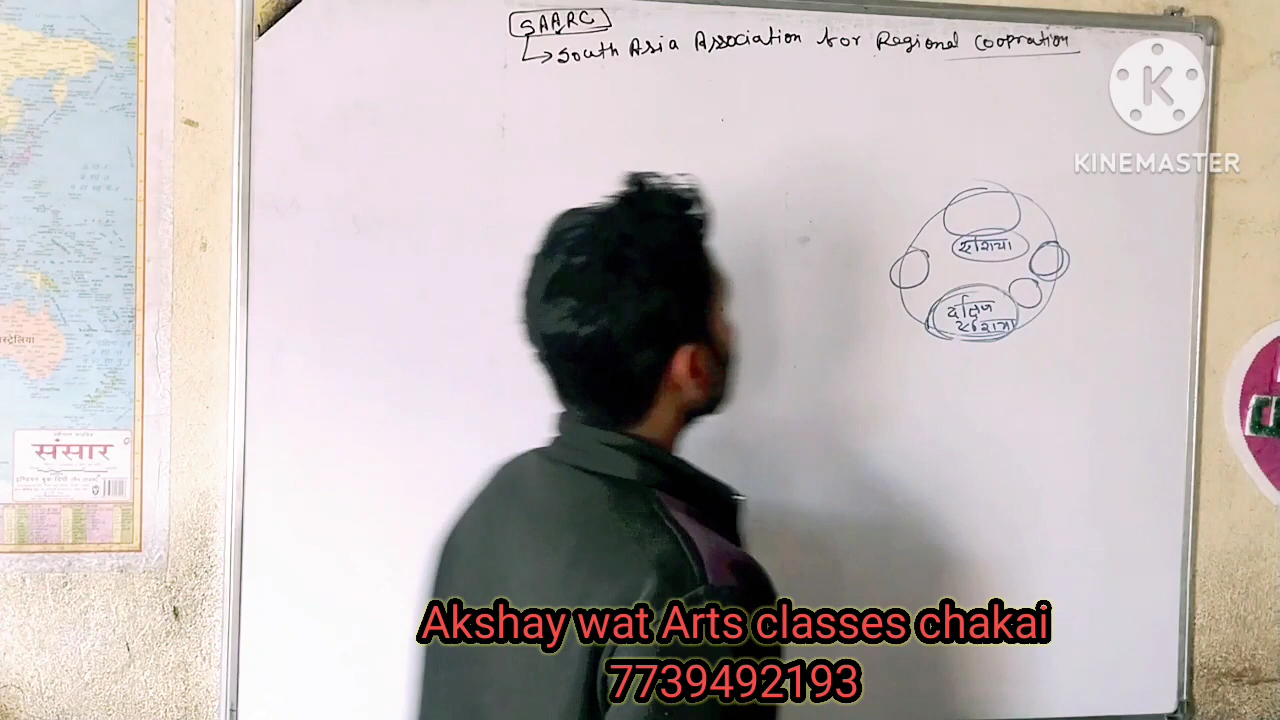 SAARC
South Asia Association for Regional Coopration
KINEMASTER
एशिया
दक्षिण
एशिया
स्ट्रेलिया
संसार
Akshay wat Arts classes chakai
7739492193